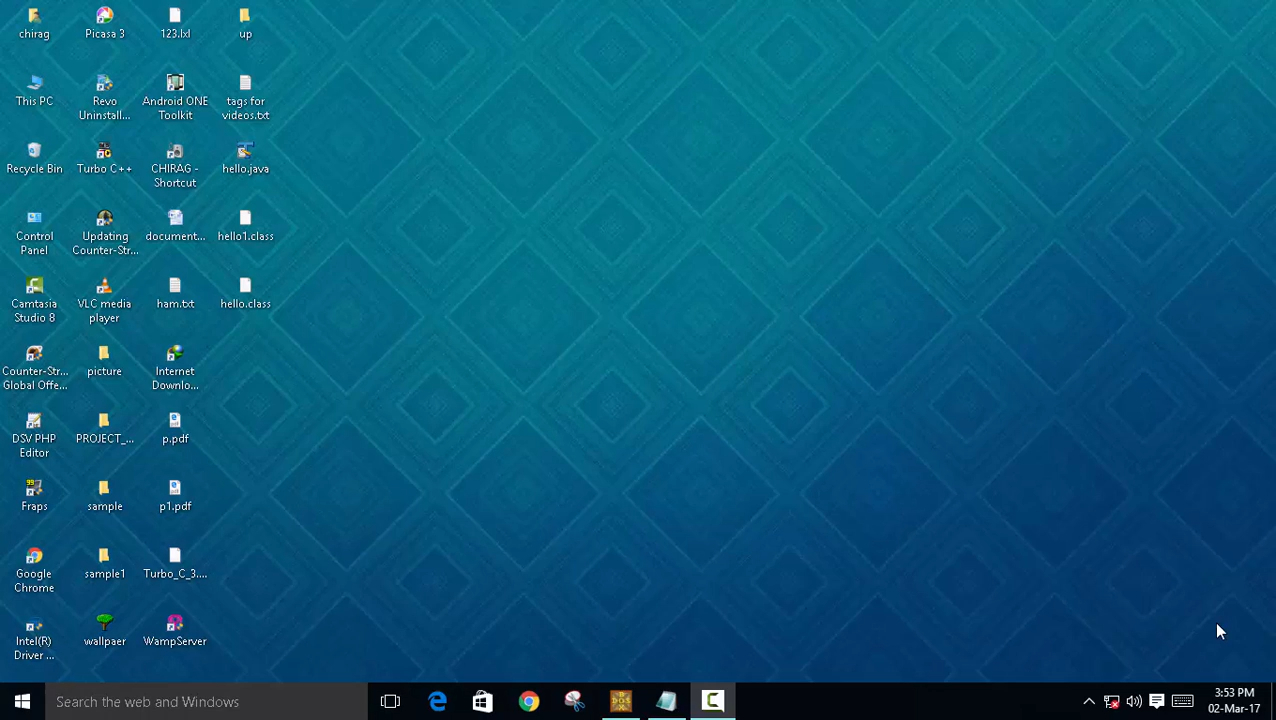 chirag
Picasa 3
123.lxl
up
This PC
Revo
Uninstall...
Android ONE
Toolkit
tags for
videos.txt
Recycle Bin
Turbo C++
CHIRAG -
Shortcut
hello.java
Control
Panel
Updating
Counter-Str...
document...
hello1.class
Camtasia
Studio 8
VLC media
player
ham.txt
hello.class
Counter-Str...
Global Offe...
picture
Internet
Downlo...
DSV PHP
Editor
PROJECT_...
p.pdf
Fraps
sample
p1.pdf
Google
Chrome
sample1
Turbo_C_3....
Intel(R)
Driver ...
wallpaer
WampServer
Search the web and Windows
3:53 PM
02-Mar-17